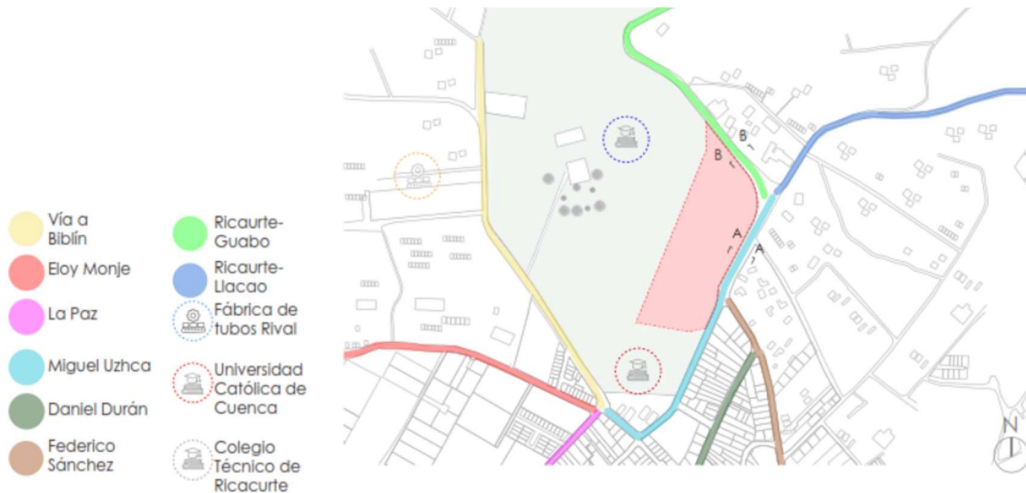 Vía a
Biblín
Eloy Monje
La Paz
Miguel Uzhca
Daniel Durán
Federico
Sánchez
Ricaurte-
Guabo
Ricaurte-
Llacao
Fábrica de
tubos Rival
Universidad
Católica de
Cuenca
Colegio
Técnico de
Ricacurte
B
B
A
A
N